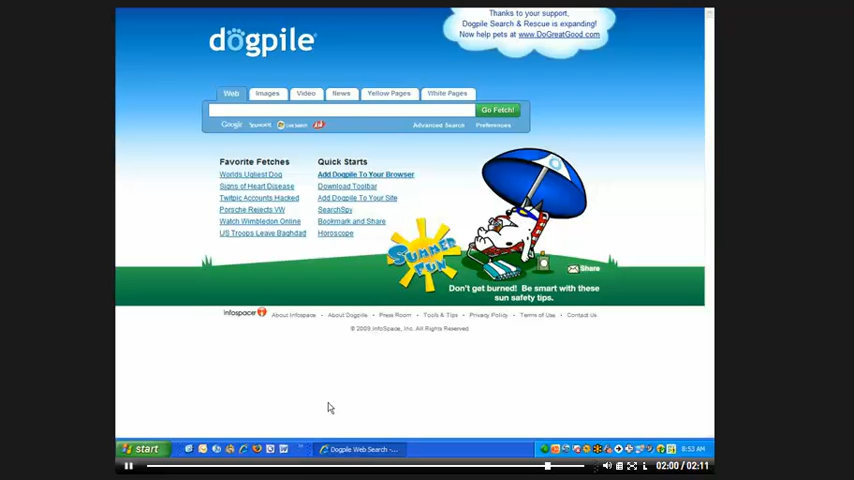 Thanks to your support,
Dogpile Search & Rescue is expanding!
Now help pets at www.DoGreatGood.com
dogpile
Web Images Video News Yellow Pages White Pages
Go Fetch!
Google Yahoo! Live Search Ask
Advanced Search Preferences
Favorite Fetches
Worlds Ugliest Dog
Signs of Heart Disease
Twitpic Accounts Hacked
Porsche Rejects VW
Watch Wimbledon Online
US Troops Leave Baghdad
Quick Starts
Add Dogpile To Your Browser
Download Toolbar
Add Dogpile To Your Site
SearchSpy
Bookmark and Share
Horoscope
SUMMER
FUN
Share
Don't get burned! Be smart with these
sun safety tips.
infospace About Infospace • About Dogpile • Press Room • Tools & Tips • Privacy Policy • Terms of Use • Contact Us
© 2009 InfoSpace, Inc. All Rights Reserved
start Dogpile Web Search -... 8:53 AM
02:00 / 02:11